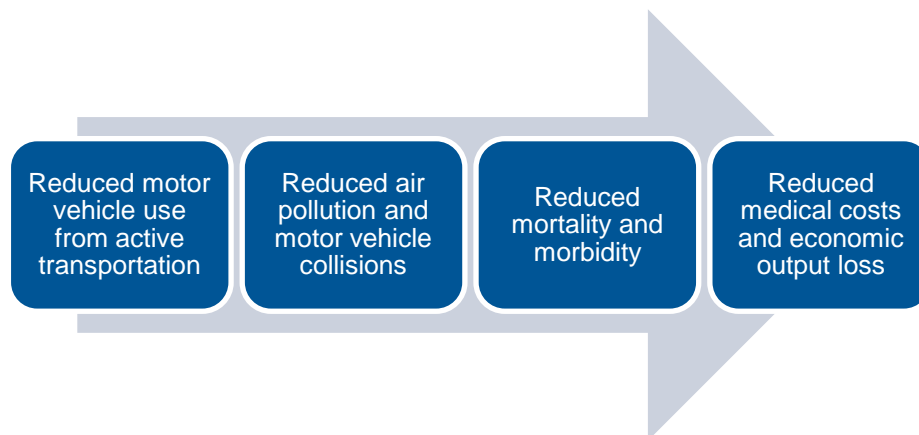 Reduced motor
vehicle use
from active
transportation
Reduced air
pollution and
motor vehicle
collisions
Reduced
mortality and
morbidity
Reduced
medical costs
and economic
output loss